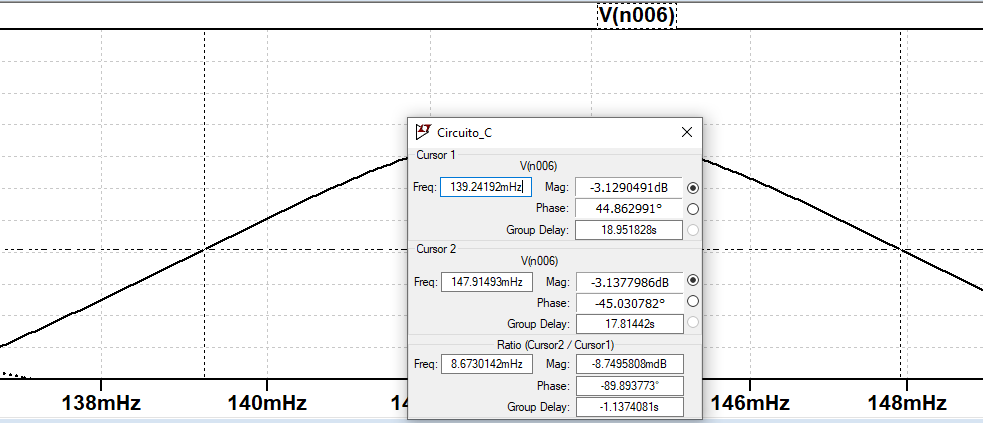 V(n006)
Circuito_C
Cursor 1
V(n006)
Freq: 139.24192mHz Mag: -3.1290491dB
Phase: 44.862991°
Group Delay: 18.951828s
Cursor 2
V(n006)
Freq: 147.91493mHz Mag: -3.1377986dB
Phase: -45.030782°
Group Delay: 17.81442s
Ratio (Cursor2 / Cursor1)
Freq: 8.6730142mHz Mag: -8.7495808mdB
Phase: -89.893773°
Group Delay: -1.1374081s
138mHz 140mHz 146mHz 148mHz